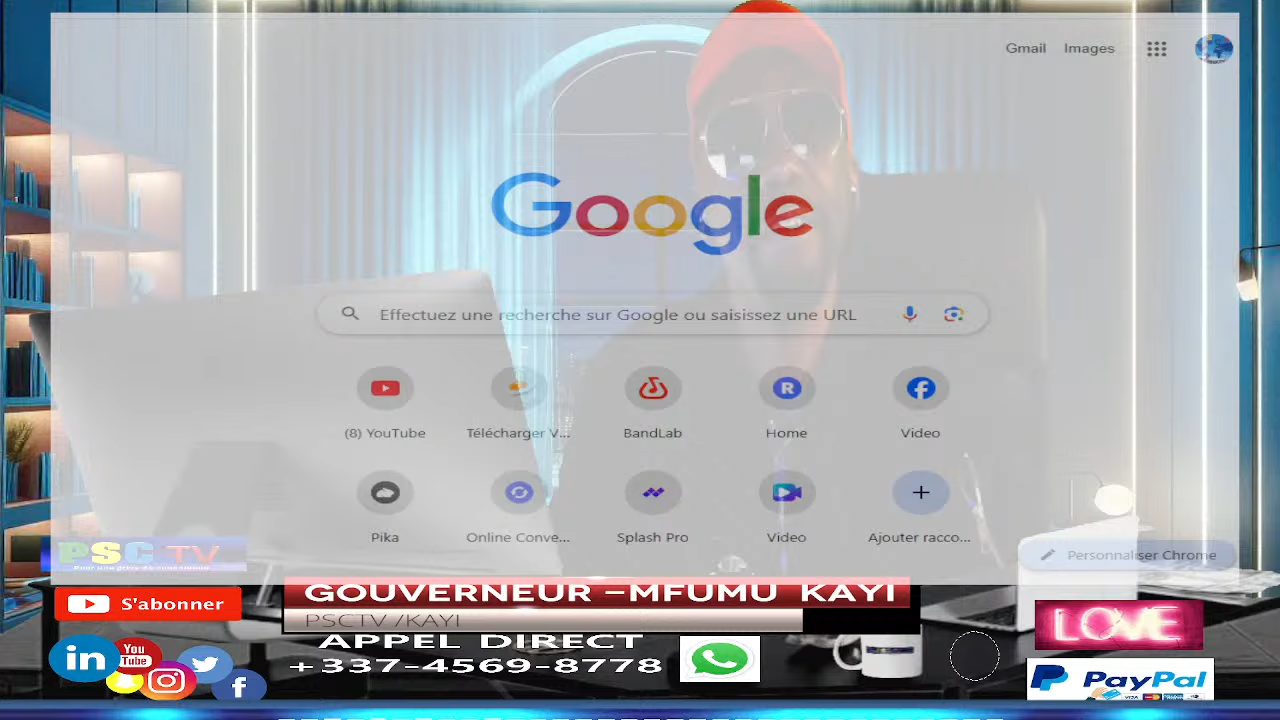 Gmail Images
Google
Effectuez une recherche sur Google ou saisissez une URL
(8) YouTube Télécharger V... BandLab Home Video
Pika Online Conve... Splash Pro Video Ajouter racco...
Personnaliser Chrome
PSC TV
S'abonner
GOUVERNEUR –MFUMU KAYI
PSCTV /KAYI
APPEL DIRECT
+337-4569-8778
LOVE
PayPal
VISA
You
Tube
in